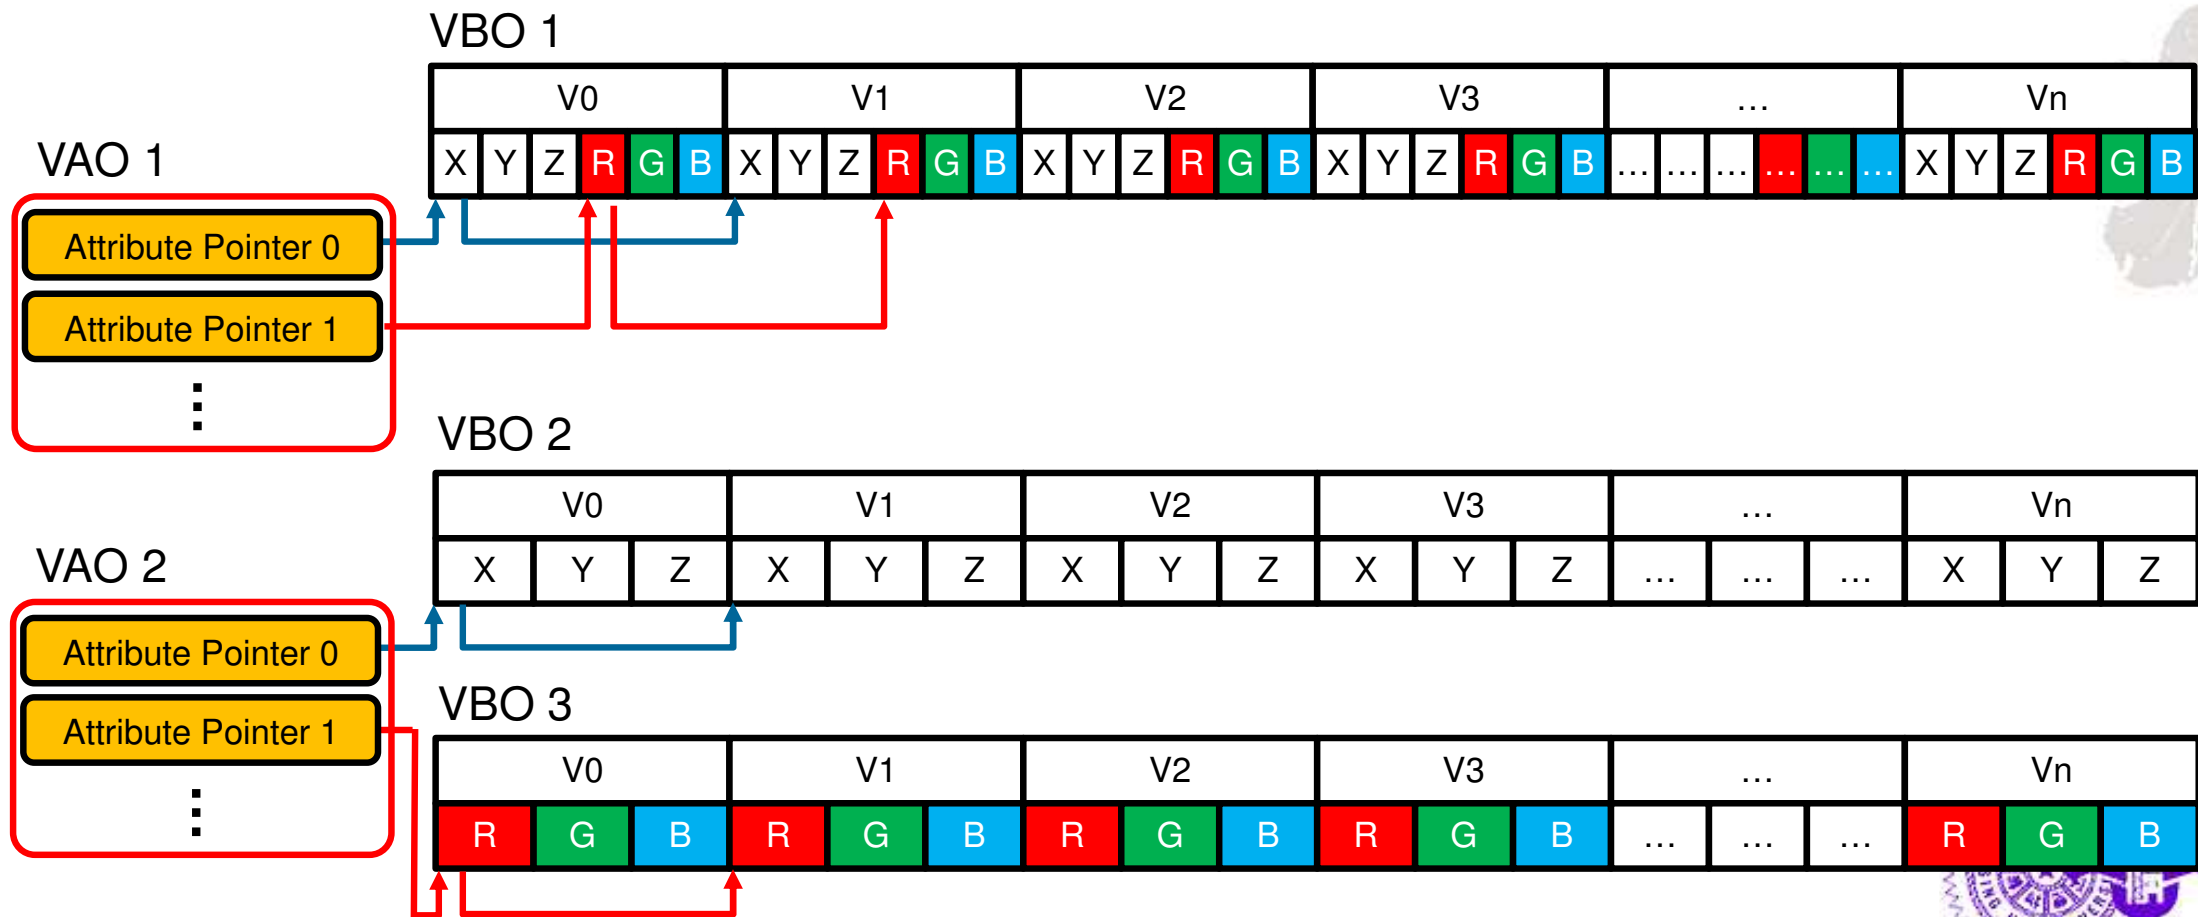 VBO 1
V0 V1 V2 V3 ... Vn
X Y Z R G B X Y Z R G B X Y Z R G B X Y Z R G B ... ... ... ... ... ... X Y Z R G B
VAO 1
Attribute Pointer 0
Attribute Pointer 1
⋮
VBO 2
V0 V1 V2 V3 ... Vn
X Y Z X Y Z X Y Z X Y Z ... ... ... X Y Z
VAO 2
Attribute Pointer 0
Attribute Pointer 1
⋮
VBO 3
V0 V1 V2 V3 ... Vn
R G B R G B R G B R G B ... ... ... R G B